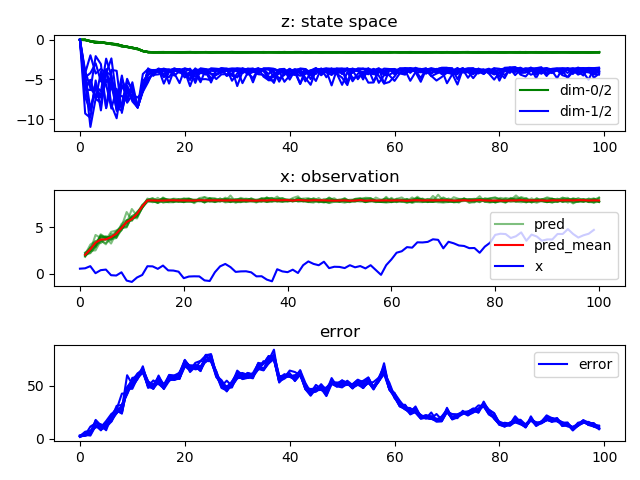 z: state space
0
−5
−10
dim-0/2
dim-1/2
0 20 40 60 80 100
x: observation
5
0
pred
pred_mean
x
0 20 40 60 80 100
error
50
0
error
0 20 40 60 80 100